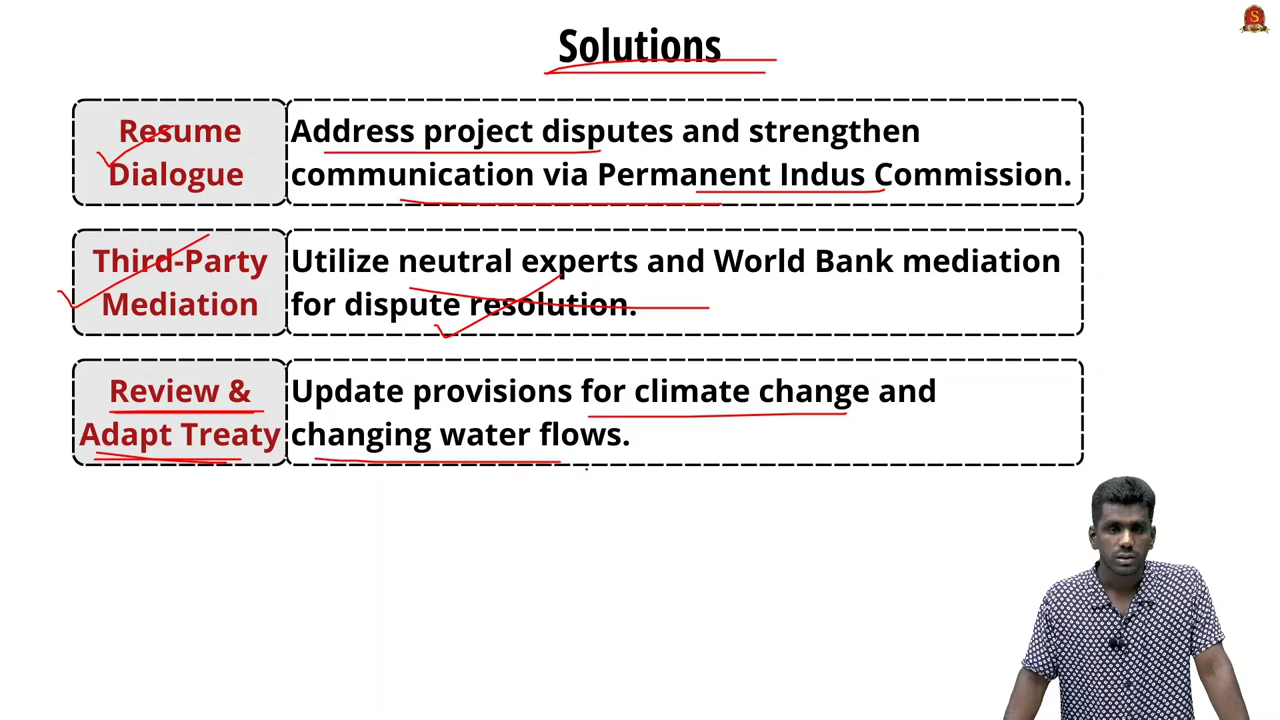 Solutions
Resume
Dialogue
Address project disputes and strengthen
communication via Permanent Indus Commission.
Third-Party
Mediation
Utilize neutral experts and World Bank mediation
for dispute resolution.
Review &
Adapt Treaty
Update provisions for climate change and
changing water flows.
S